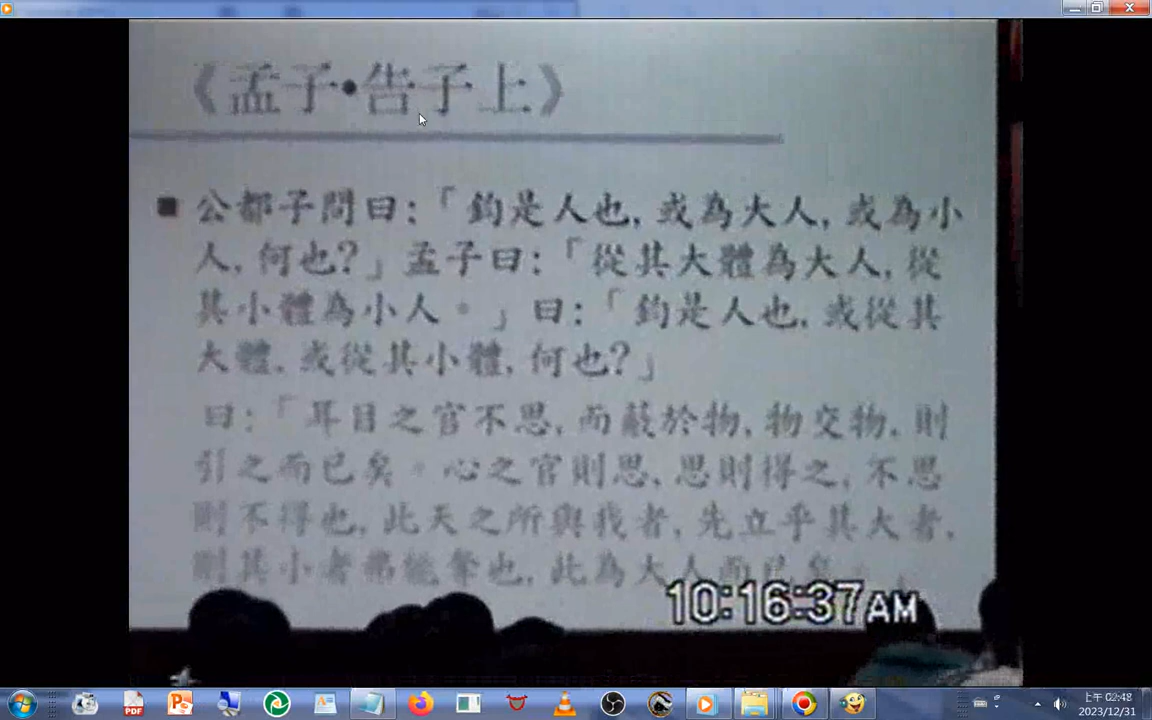 《孟子•告子上》
■ 公都子問曰:「鈞是人也, 或為大人, 或為小
人, 何也?」孟子曰:「從其大體為大人, 從
其小體為小人。」曰:「鈞是人也, 或從其
大體, 或從其小體, 何也?」
曰:「耳目之官不思, 而蔽於物, 物交物, 則
引之而已矣。心之官則思, 思則得之, 不思
則不得也, 此天之所與我者, 先立乎其大者,
則其小者弗能奪也, 此為大人而已矣
10:16:37AM
PDF
上午 02:48
2023/12/31